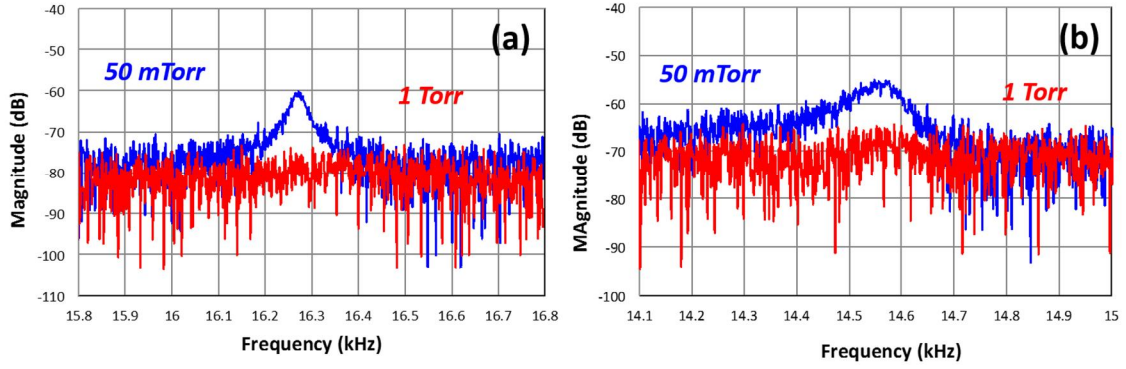 (a)
50 mTorr
1 Torr
Magnitude (dB)
-40
-50
-60
-70
-80
-90
-100
-110
15.8 15.9 16 16.1 16.2 16.3 16.4 16.5 16.6 16.7 16.8
Frequency (kHz)
(b)
50 mTorr
1 Torr
MAgnitude (dB)
-40
-50
-60
-70
-80
-90
-100
14.1 14.2 14.3 14.4 14.5 14.6 14.7 14.8 14.9 15
Frequency (kHz)